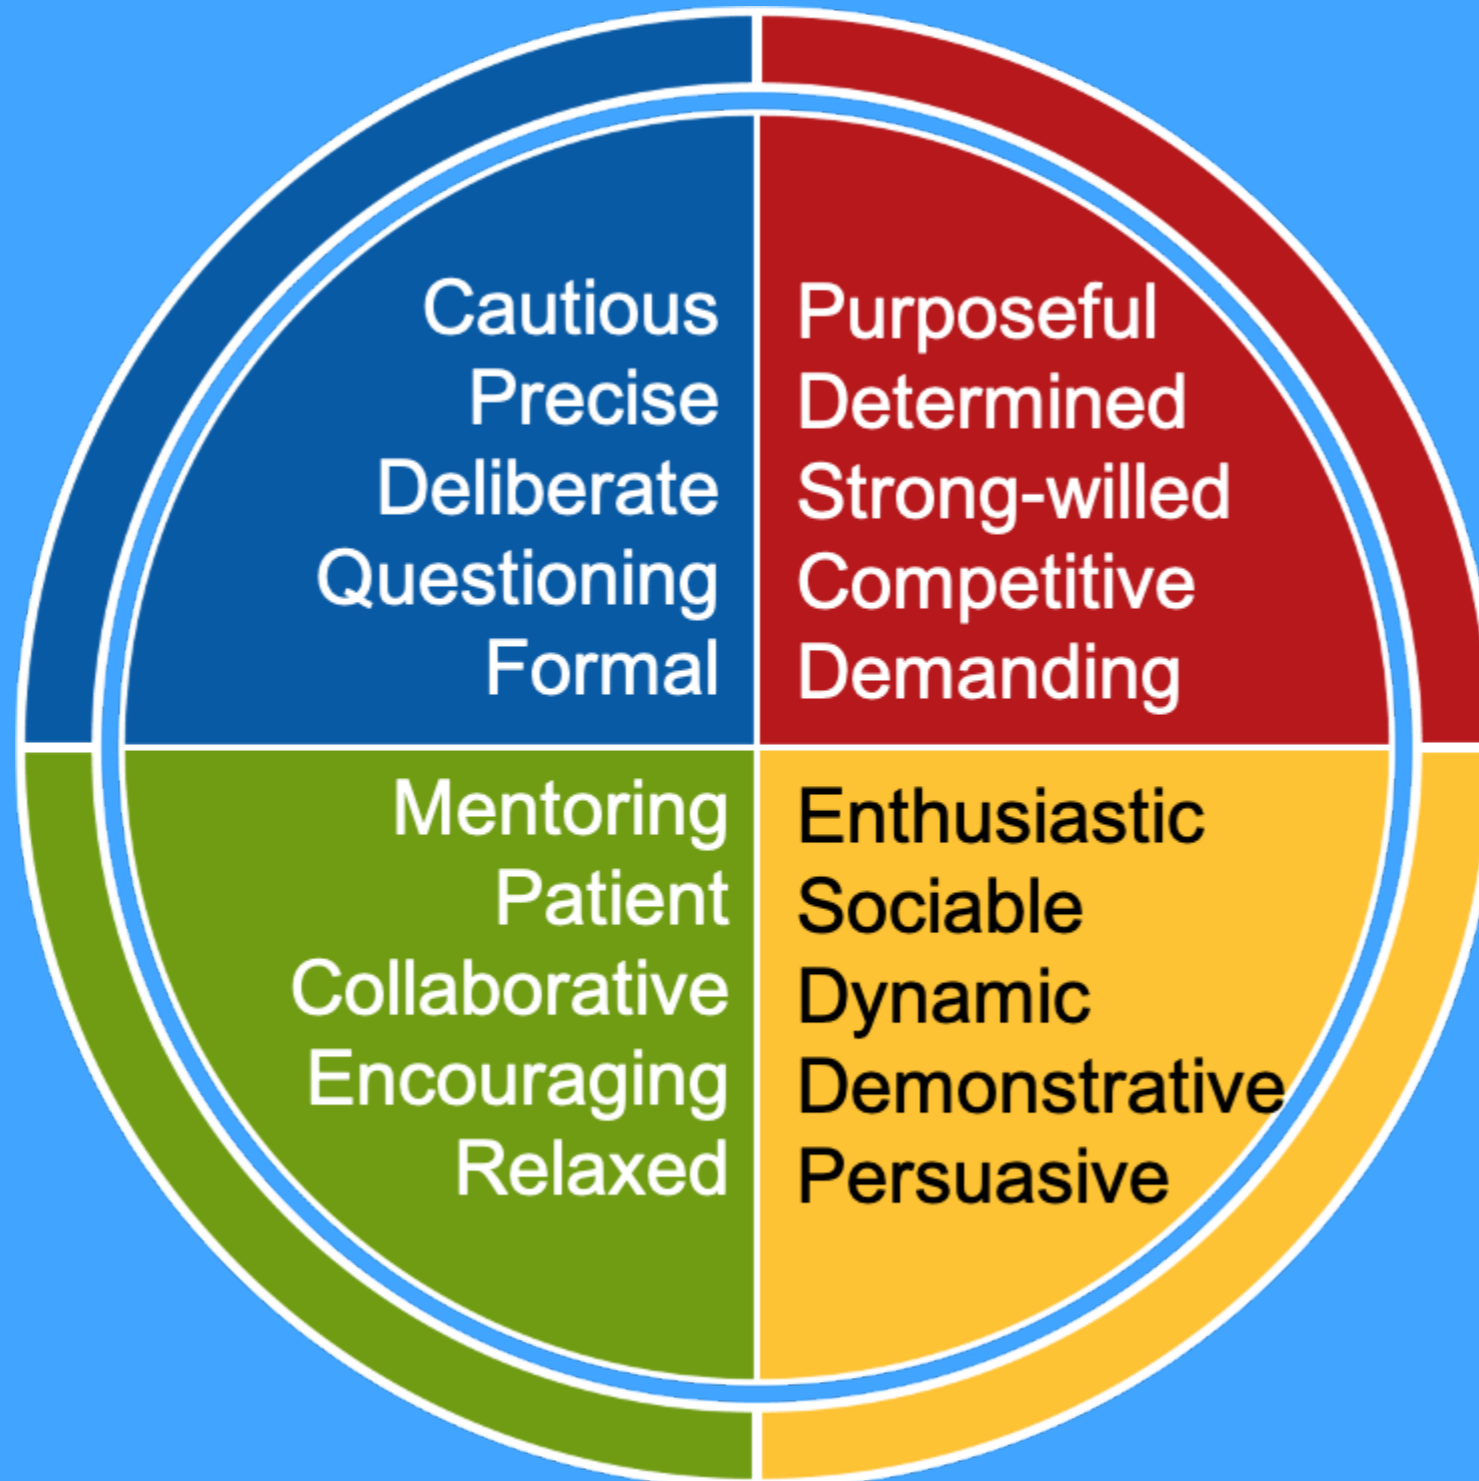 Cautious
Precise
Deliberate
Questioning
Formal
Purposeful
Determined
Strong-willed
Competitive
Demanding
Mentoring
Patient
Collaborative
Encouraging
Relaxed
Enthusiastic
Sociable
Dynamic
Demonstrative
Persuasive